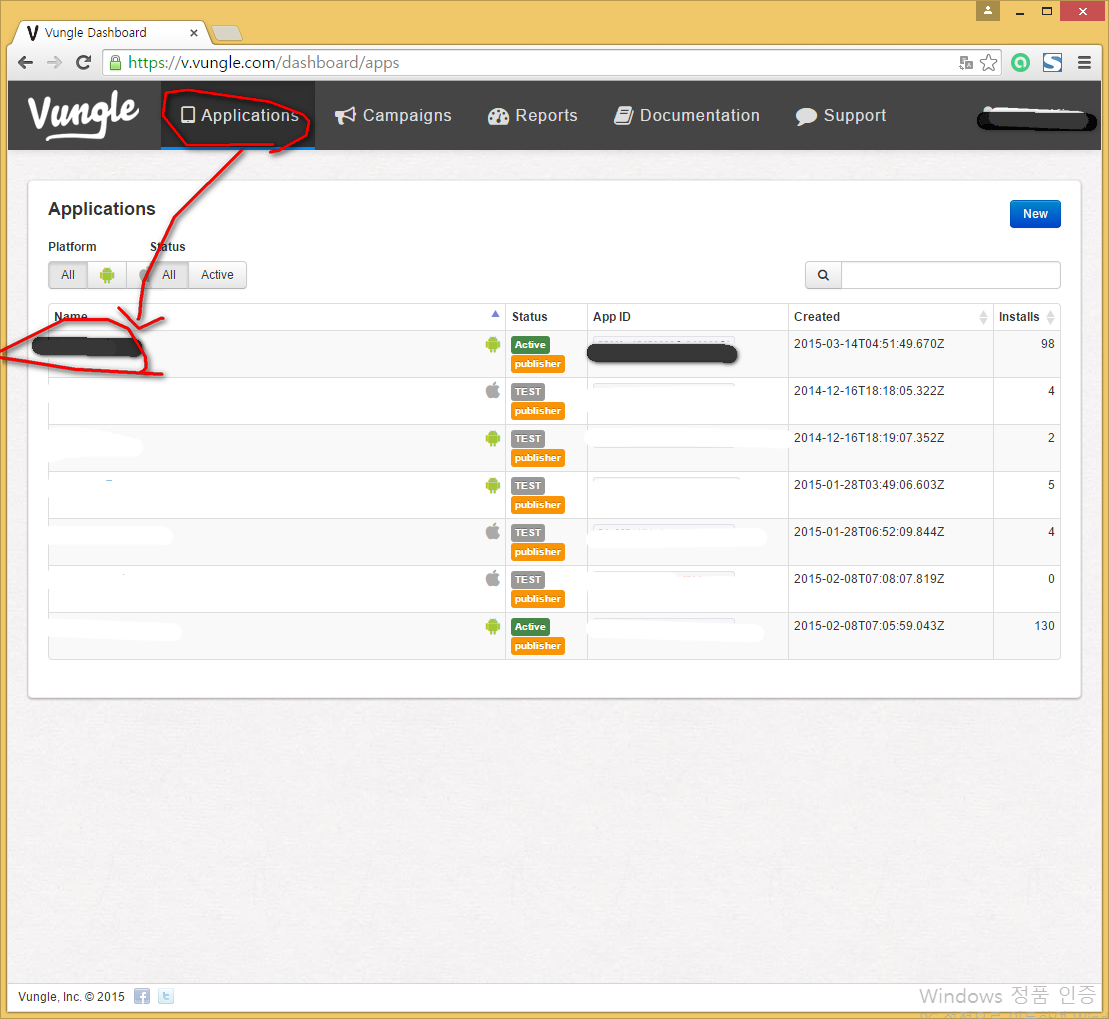 Vungle Dashboard
https://v.vungle.com/dashboard/apps
Vungle
Applications
Campaigns
Reports
Documentation
Support
Applications
New
Platform Status
All All Active
Name Status App ID Created Installs
Active 2015-03-14T04:51:49.670Z 98
publisher
TEST 2014-12-16T18:18:05.322Z 4
publisher
TEST 2014-12-16T18:19:07.352Z 2
publisher
TEST 2015-01-28T03:49:06.603Z 5
publisher
TEST 2015-01-28T06:52:09.844Z 4
publisher
TEST 2015-02-08T07:08:07.819Z 0
publisher
Active 2015-02-08T07:05:59.043Z 130
publisher
Vungle, Inc. © 2015
Windows 정품 인증